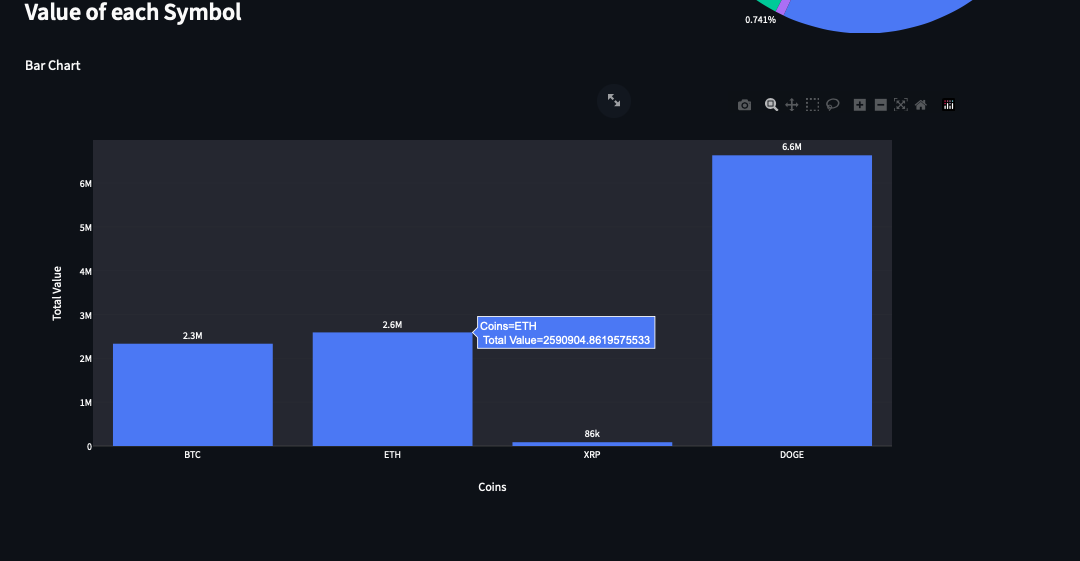 Value of each Symbol
0.741%
Bar Chart
6.6M
6M
5M
4M
3M
2M
1M
0
Total Value
2.3M
2.6M
Coins=ETH
Total Value=2590904.8619575533
86k
BTC
ETH
XRP
DOGE
Coins